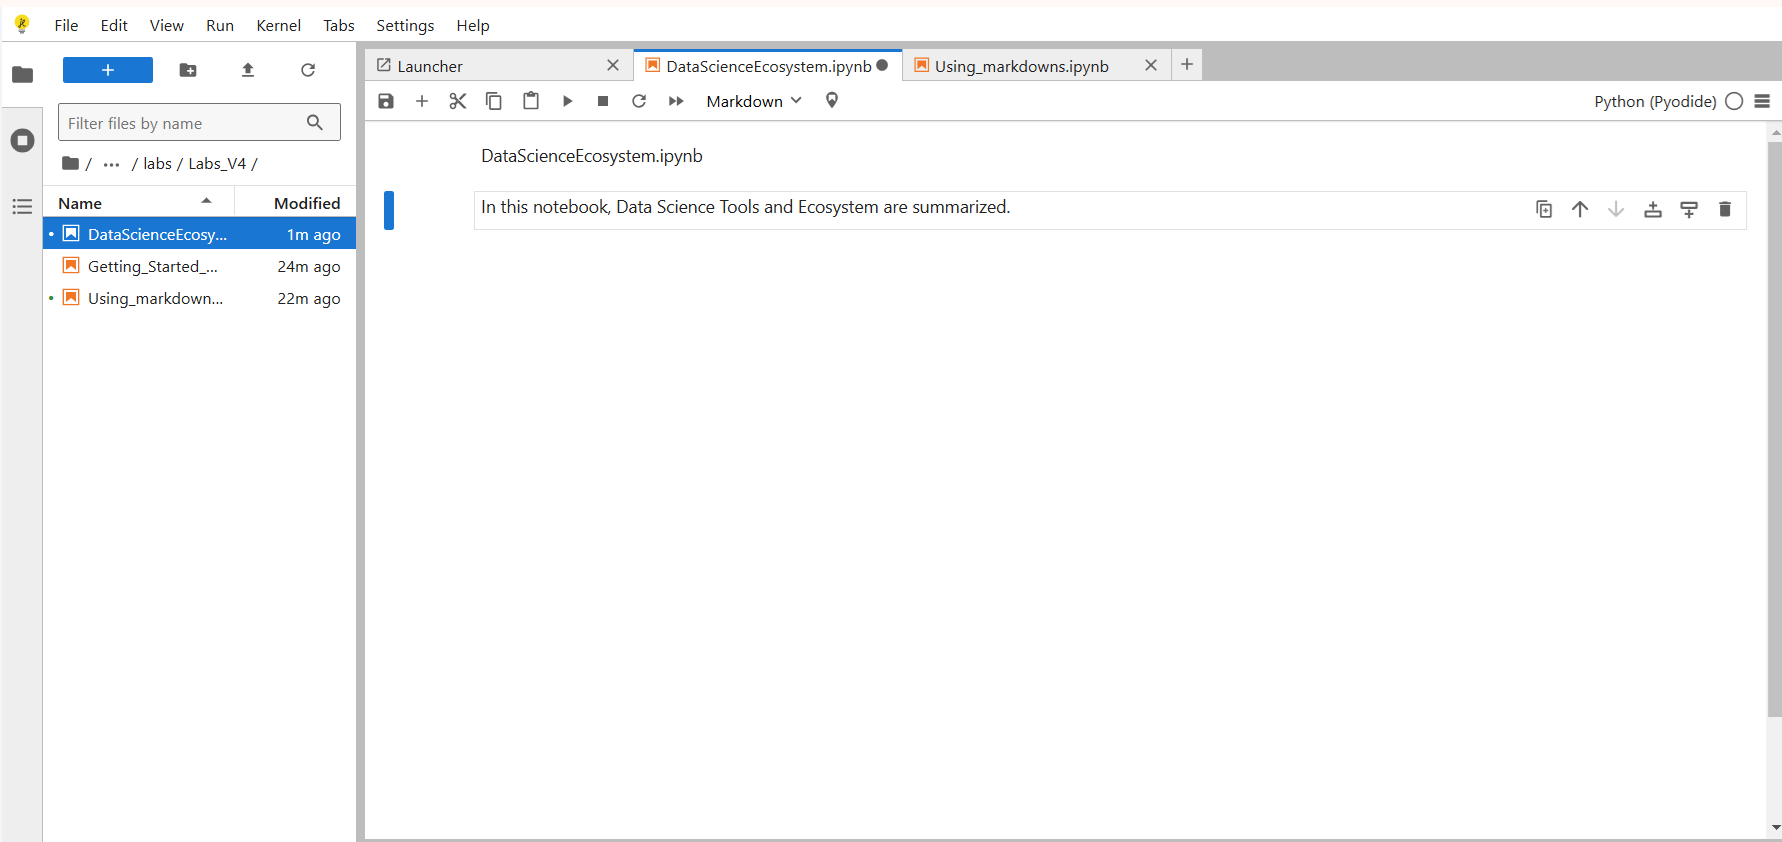 File Edit View Run Kernel Tabs Settings Help
Launcher
DataScienceEcosystem.ipynb
Using_markdowns.ipynb
Markdown
Python (Pyodide)
Filter files by name
/ ... / labs / Labs_V4 /
Name Modified
DataScienceEcosy... 1m ago
Getting_Started_... 24m ago
Using_markdown... 22m ago
DataScienceEcosystem.ipynb
In this notebook, Data Science Tools and Ecosystem are summarized.